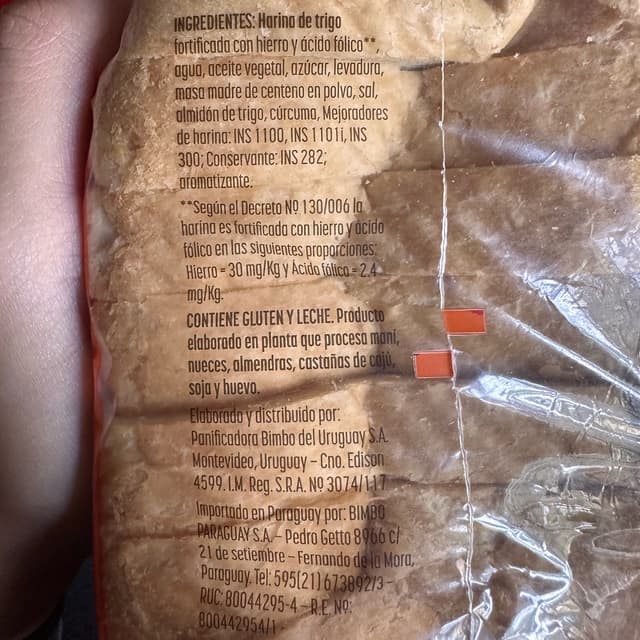 INGREDIENTES: Harina de trigo
fortificada con hierro y ácido fólico**,
agua, aceite vegetal, azúcar, levadura,
masa madre de centeno en polvo, sal,
almidón de trigo, cúrcuma, Mejoradores
de harina: INS 1100, INS 1101i, INS
300; Conservante: INS 282;
aromatizante.
**Según el Decreto Nº 130/006 la
harina es fortificada con hierro y ácido
fólico en las siguientes proporciones:
Hierro = 30 mg/Kg y Ácido fólico = 2.4
mg/Kg.
CONTIENE GLUTEN Y LECHE. Producto
elaborado en planta que procesa maní,
nueces, almendras, castañas de cajú,
soja y huevo.
Elaborado y distribuido por:
Panificadora Bimbo del Uruguay S.A.
Montevideo, Uruguay – Cno. Edison
4599. I.M. Reg. S.R.A. Nº 3074/1-17
Importado en Paraguay por: BIMBO
PARAGUAY S.A. – Pedro Getto 8966 c/
21 de setiembre – Fernando de la Mora,
Paraguay. Tel: 595(21) 673892/3 –
RUC: 80044295-4 – R.E. Nº:
800442954/1